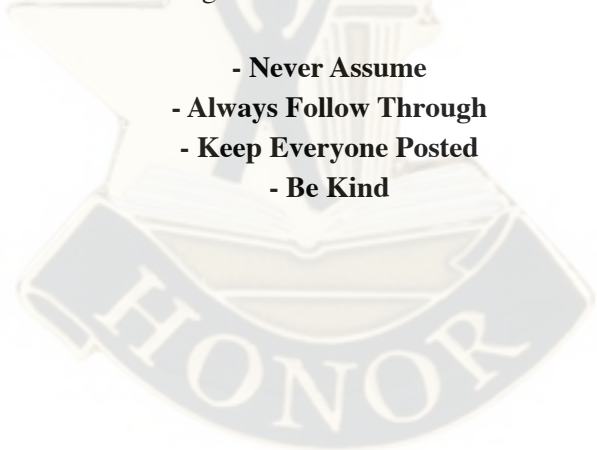 - Never Assume
- Always Follow Through
- Keep Everyone Posted
- Be Kind
HONOR